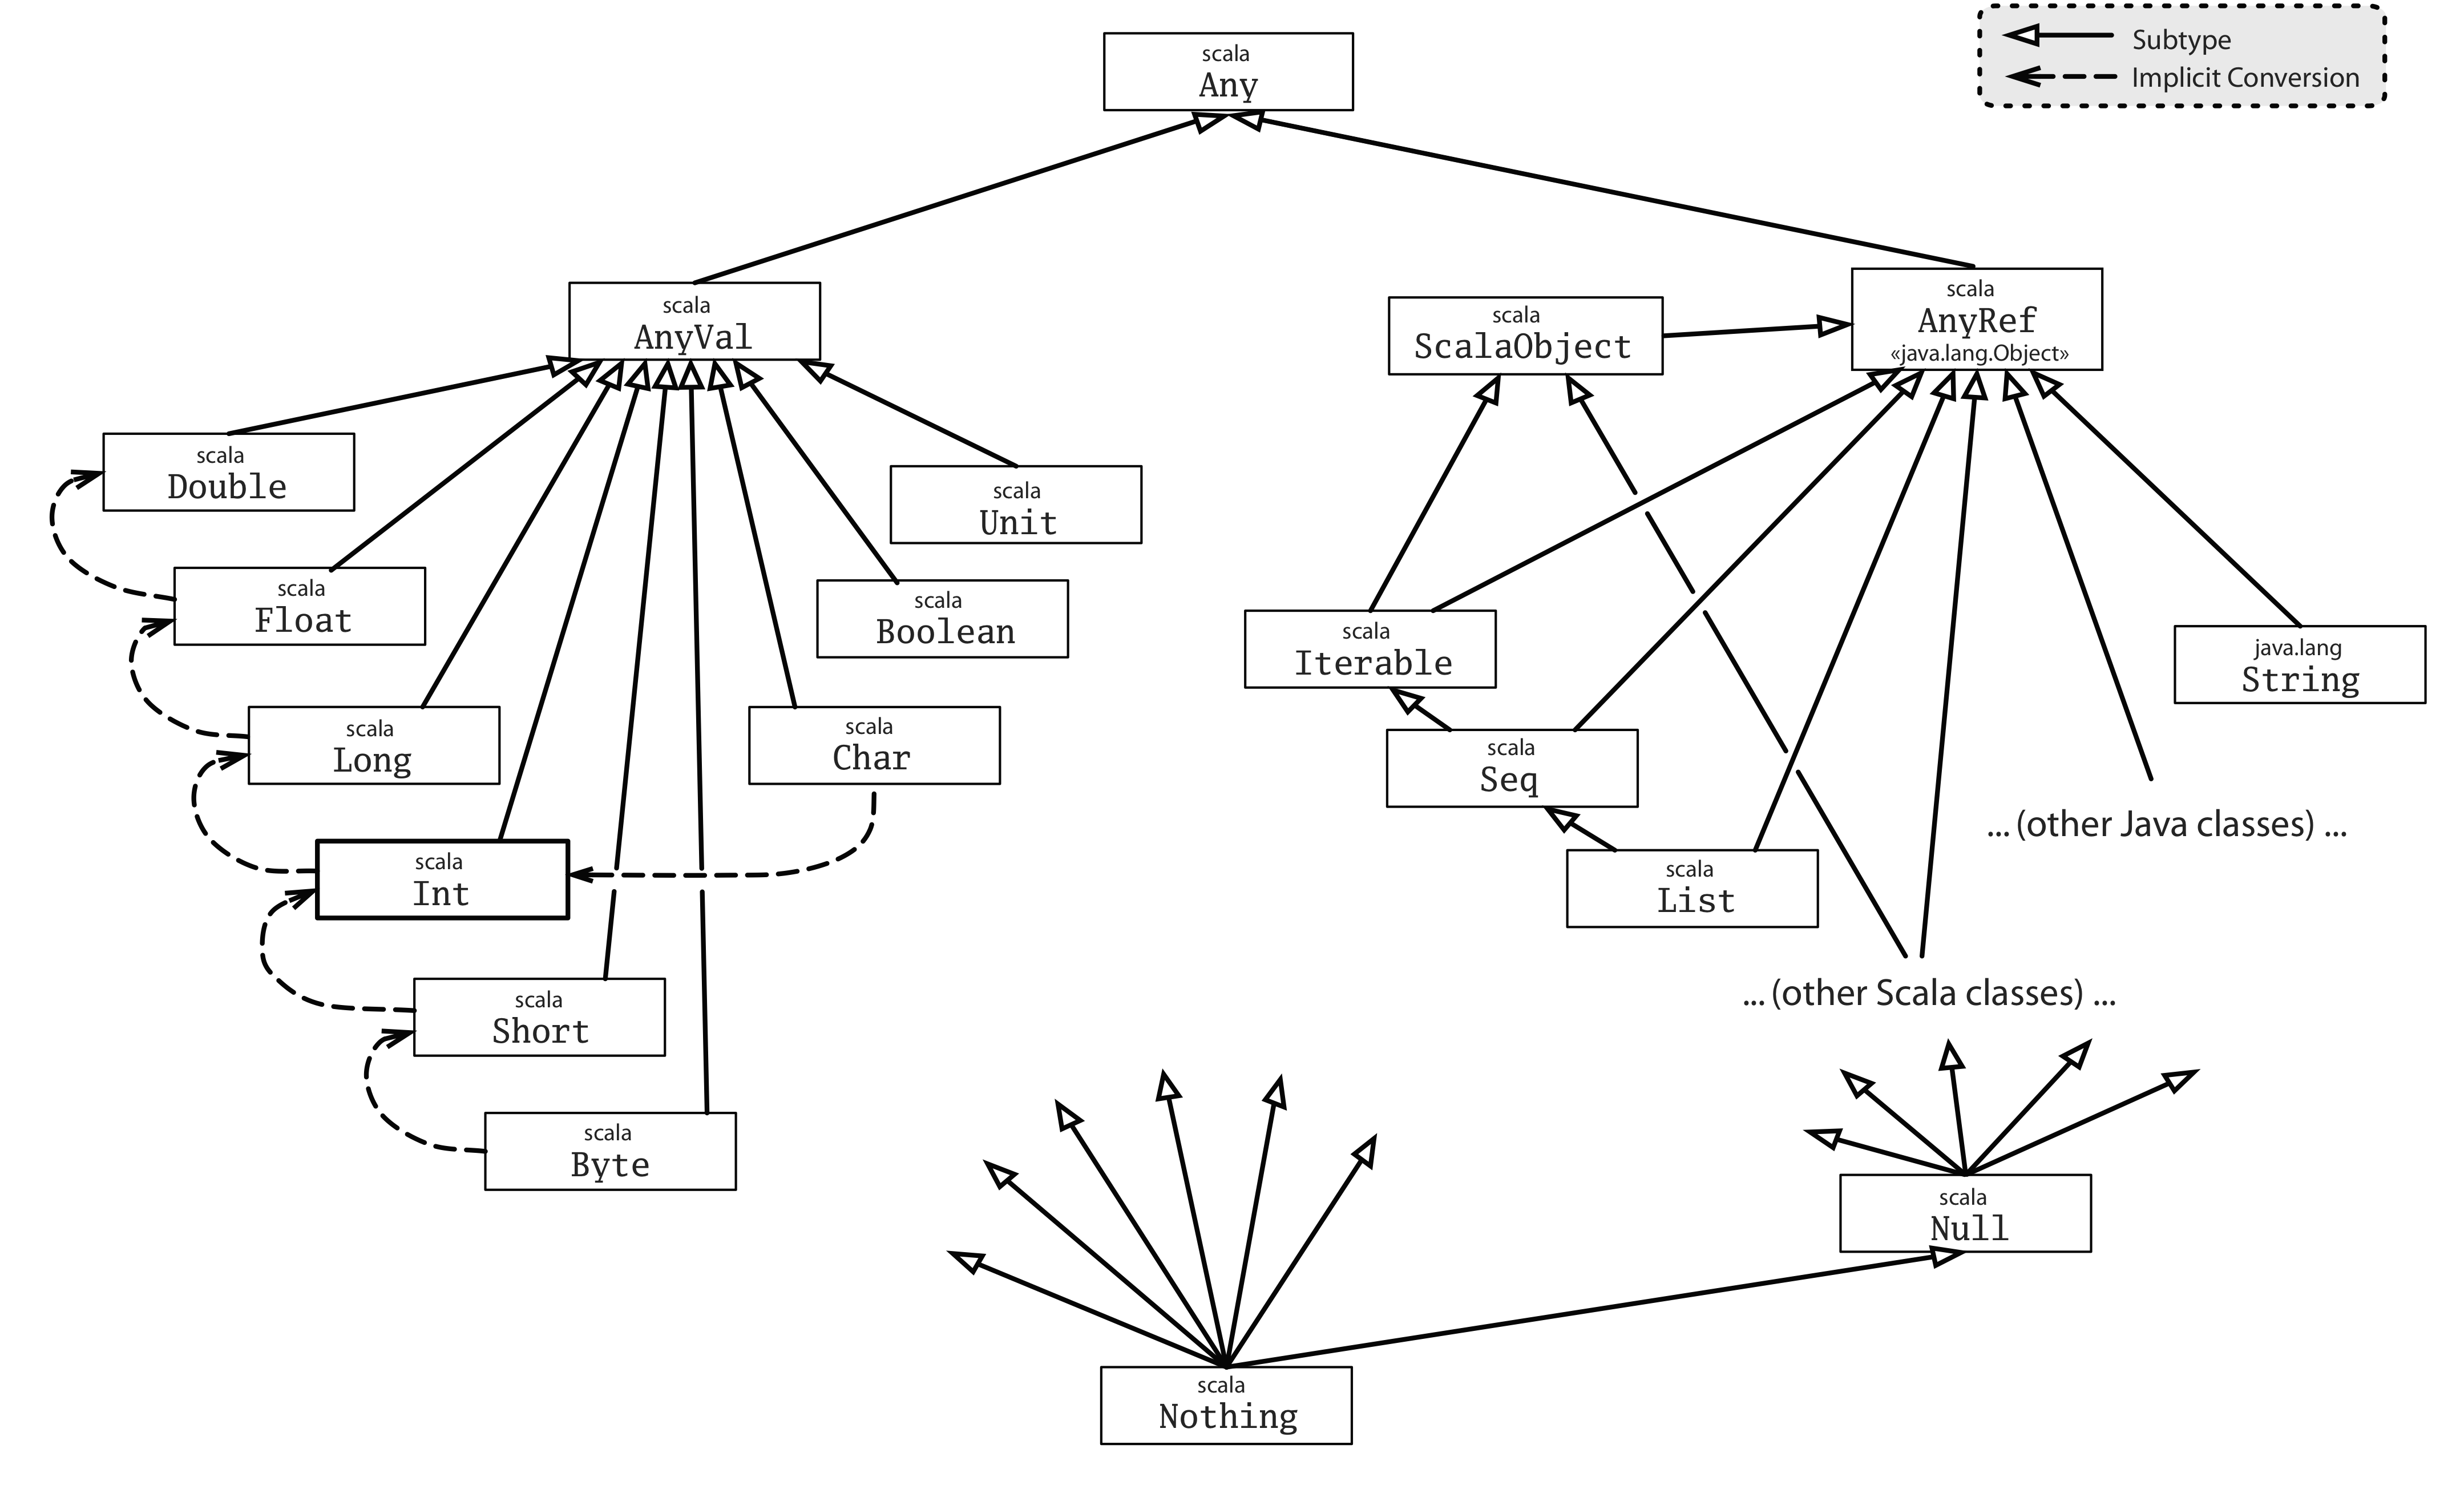 scala
Any
Subtype
Implicit Conversion
scala
AnyVal
scala
ScalaObject
scala
AnyRef
«java.lang.Object»
scala
Double
scala
Unit
scala
Float
scala
Boolean
scala
Iterable
java.lang
String
scala
Long
scala
Char
scala
Seq
... (other Java classes) ...
scala
Int
scala
List
scala
Short
... (other Scala classes) ...
scala
Byte
scala
Null
scala
Nothing